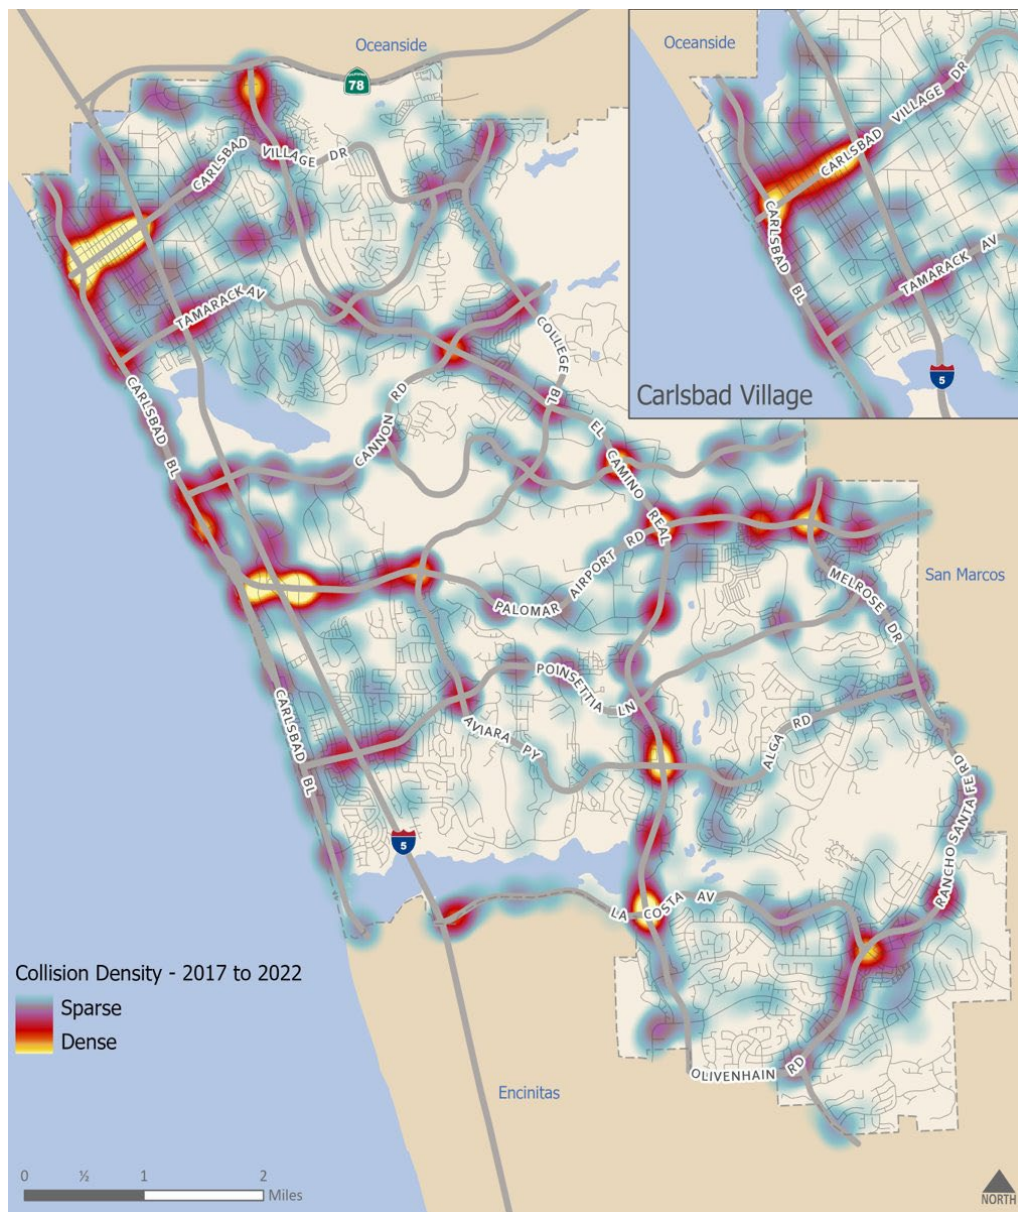 Oceanside
78
CARLSBAD VILLAGE DR
TAMARACK AV
CARLSBAD BL
CANNON RD
COLLEGE BL
EL CAMINO REAL
PALOMAR AIRPORT RD
MELROSE DR
San Marcos
POINSETTIA LN
AVIARA PY
ALGA RD
CARLSBAD BL
RANCHO SANTA FE RD
5
LA COSTA AV
OLIVENHAIN RD
Encinitas
Oceanside
CARLSBAD VILLAGE DR
CARLSBAD BL
TAMARACK AV
5
Carlsbad Village
Collision Density - 2017 to 2022
Sparse
Dense
0 ½ 1 2
Miles
NORTH